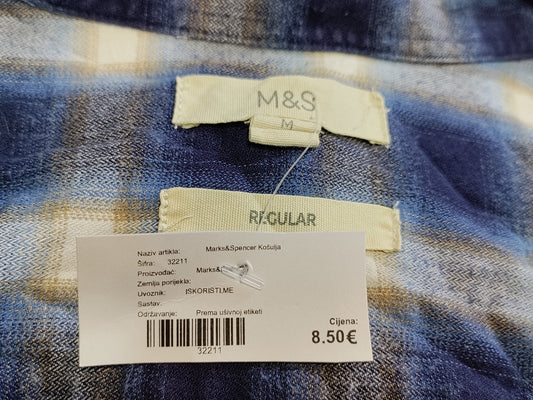 M&S
M
REGULAR
Naziv artikla: Marks&Spencer Košulja
Šifra: 32211
Proizvođač: Marks&
Zemlja porijekla:
Uvoznik: ISKORISTI.ME
Sastav:
Održavanje: Prema ušivnoj etiketi
32211
Cijena:
8.50€